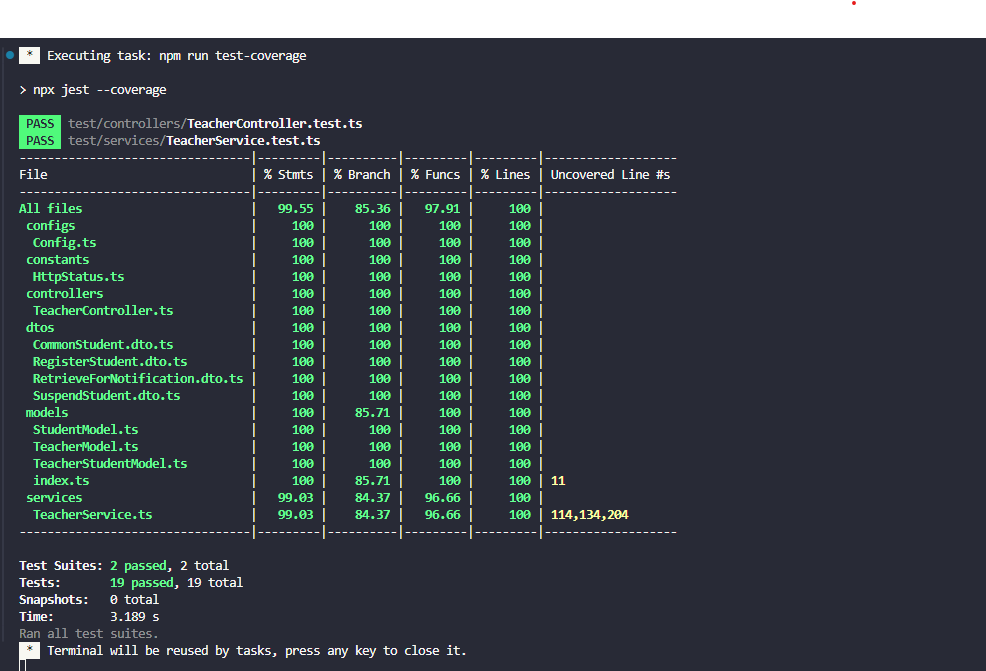 * Executing task: npm run test-coverage
> npx jest --coverage
PASS test/controllers/TeacherController.test.ts
PASS test/services/TeacherService.test.ts
-------------------------------|---------|----------|---------|---------|-------------------
File | % Stmts | % Branch | % Funcs | % Lines | Uncovered Line #s
-------------------------------|---------|----------|---------|---------|-------------------
All files | 99.55 | 85.36 | 97.91 | 100 |
configs | 100 | 100 | 100 | 100 |
Config.ts | 100 | 100 | 100 | 100 |
constants | 100 | 100 | 100 | 100 |
HttpStatus.ts | 100 | 100 | 100 | 100 |
controllers | 100 | 100 | 100 | 100 |
TeacherController.ts | 100 | 100 | 100 | 100 |
dtos | 100 | 100 | 100 | 100 |
CommonStudent.dto.ts | 100 | 100 | 100 | 100 |
RegisterStudent.dto.ts | 100 | 100 | 100 | 100 |
RetrieveForNotification.dto.ts | 100 | 100 | 100 | 100 |
SuspendStudent.dto.ts | 100 | 100 | 100 | 100 |
models | 100 | 85.71 | 100 | 100 |
StudentModel.ts | 100 | 100 | 100 | 100 |
TeacherModel.ts | 100 | 100 | 100 | 100 |
TeacherStudentModel.ts | 100 | 100 | 100 | 100 |
index.ts | 100 | 85.71 | 100 | 100 | 11
services | 99.03 | 84.37 | 96.66 | 100 |
TeacherService.ts | 99.03 | 84.37 | 96.66 | 100 | 114,134,204
-------------------------------|---------|----------|---------|---------|-------------------
Test Suites: 2 passed, 2 total
Tests: 19 passed, 19 total
Snapshots: 0 total
Time: 3.189 s
Ran all test suites.
* Terminal will be reused by tasks, press any key to close it.